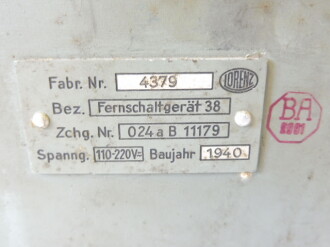 Fabr. Nr. 4379 LORENZ
Bez. Fernschaltgerät 38
Zchg. Nr. 024a B 11179
Spanng. 110-220V= Baujahr 1940
BA